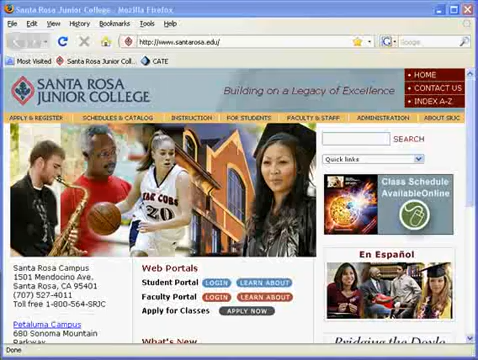 Santa Rosa Junior College - Mozilla Firefox
File Edit View History Bookmarks Tools Help
http://www.santarosa.edu/
Google
Most Visited Santa Rosa Junior Coll... CATE
SANTA ROSA
JUNIOR COLLEGE
Building on a Legacy of Excellence
• HOME
• CONTACT US
• INDEX A-Z
APPLY & REGISTER SCHEDULES & CATALOG INSTRUCTION FOR STUDENTS FACULTY & STAFF ADMINISTRATION ABOUT SRJC
SEARCH
Quick links
Class Schedule
Available Online
20
En Español
Santa Rosa Campus
1501 Mendocino Ave.
Santa Rosa, CA 95401
(707) 527-4011
Toll free 1-800-564-SRJC
Petaluma Campus
680 Sonoma Mountain
Parkway
Web Portals
Student Portal LOGIN LEARN ABOUT
Faculty Portal LOGIN LEARN ABOUT
Apply for Classes APPLY NOW
What's New
Bridging the Doyle
Done